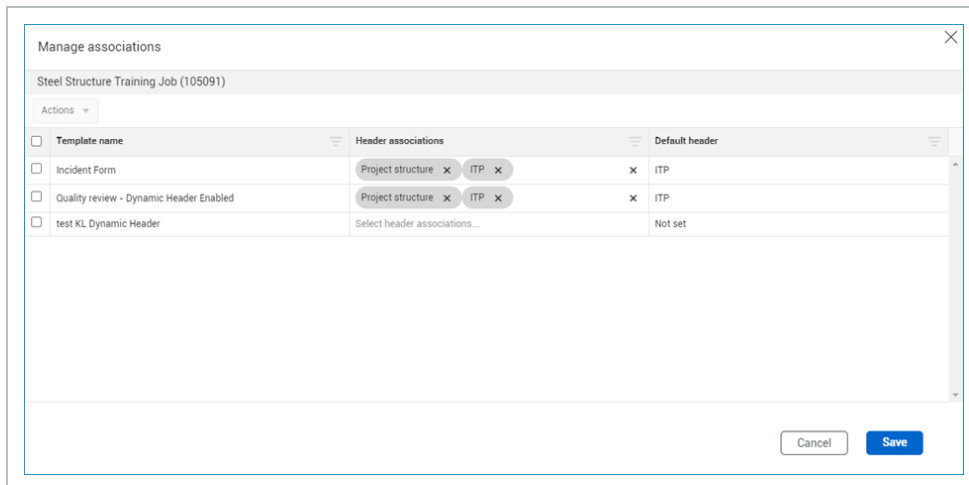 Manage associations
Steel Structure Training Job (105091)
Actions
Template name Header associations Default header
Incident Form Project structure ITP ITP
Quality review - Dynamic Header Enabled Project structure ITP ITP
test KL Dynamic Header Select header associations... Not set
Cancel Save